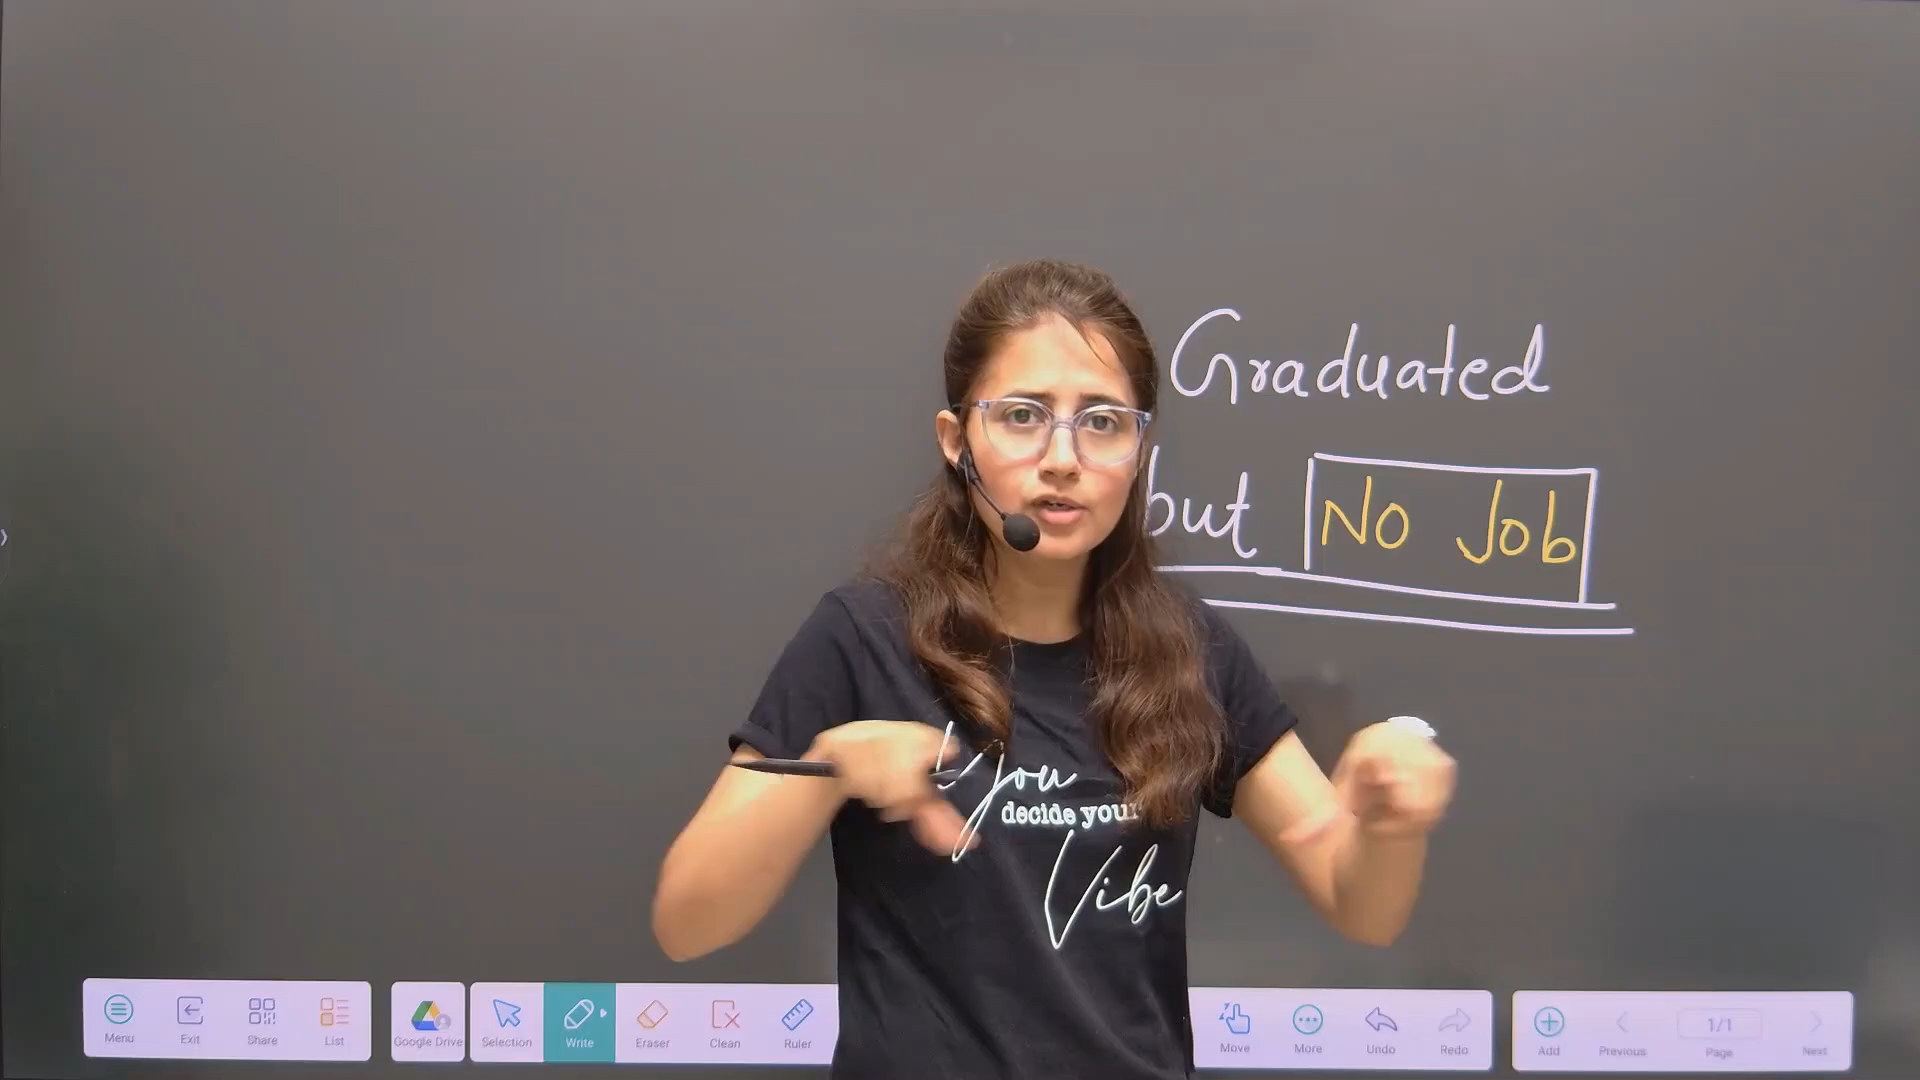 Graduated
but No Job
You
decide your
Vibe
Menu
Exit
Share
List
Google Drive
Selection
Write
Eraser
Clean
Ruler
Move
More
Undo
Redo
Add
Previous
1/1
Page
Next